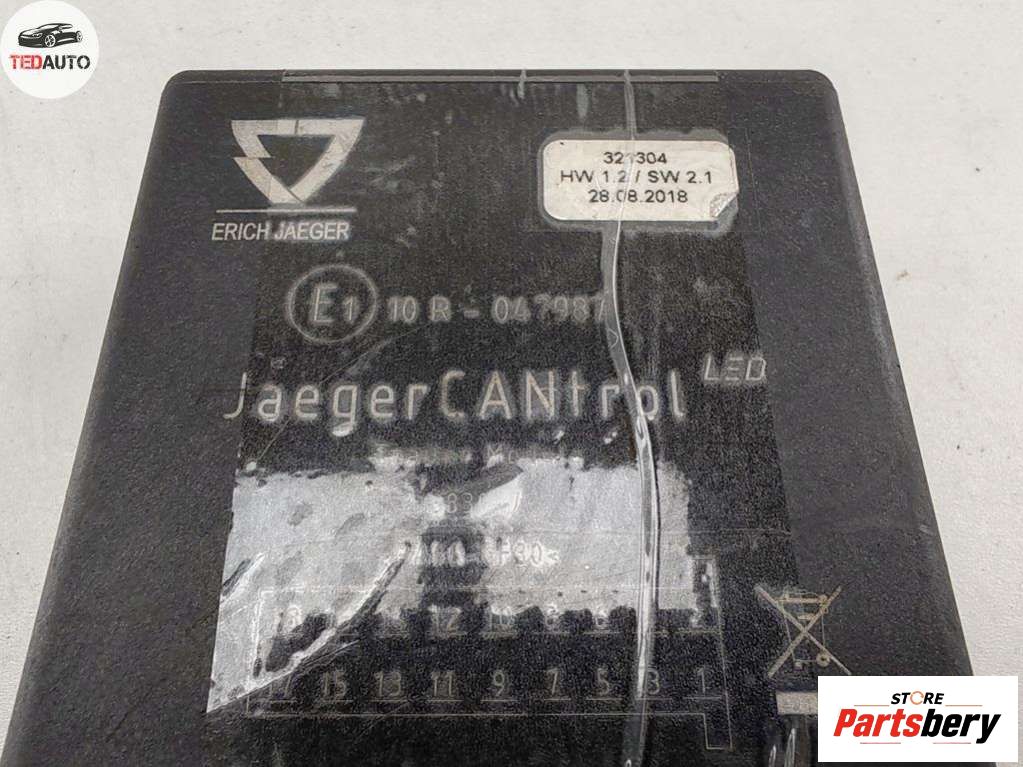 TEDAUTO
321304
HW 1.2 / SW 2.1
28.08.2018
ERICH JAEGER
E1 10 R - 047987
JaegerCANtrol LED
12 10 8 6
17 15 13 11 9 7 5 3 1
STORE
Partsbery